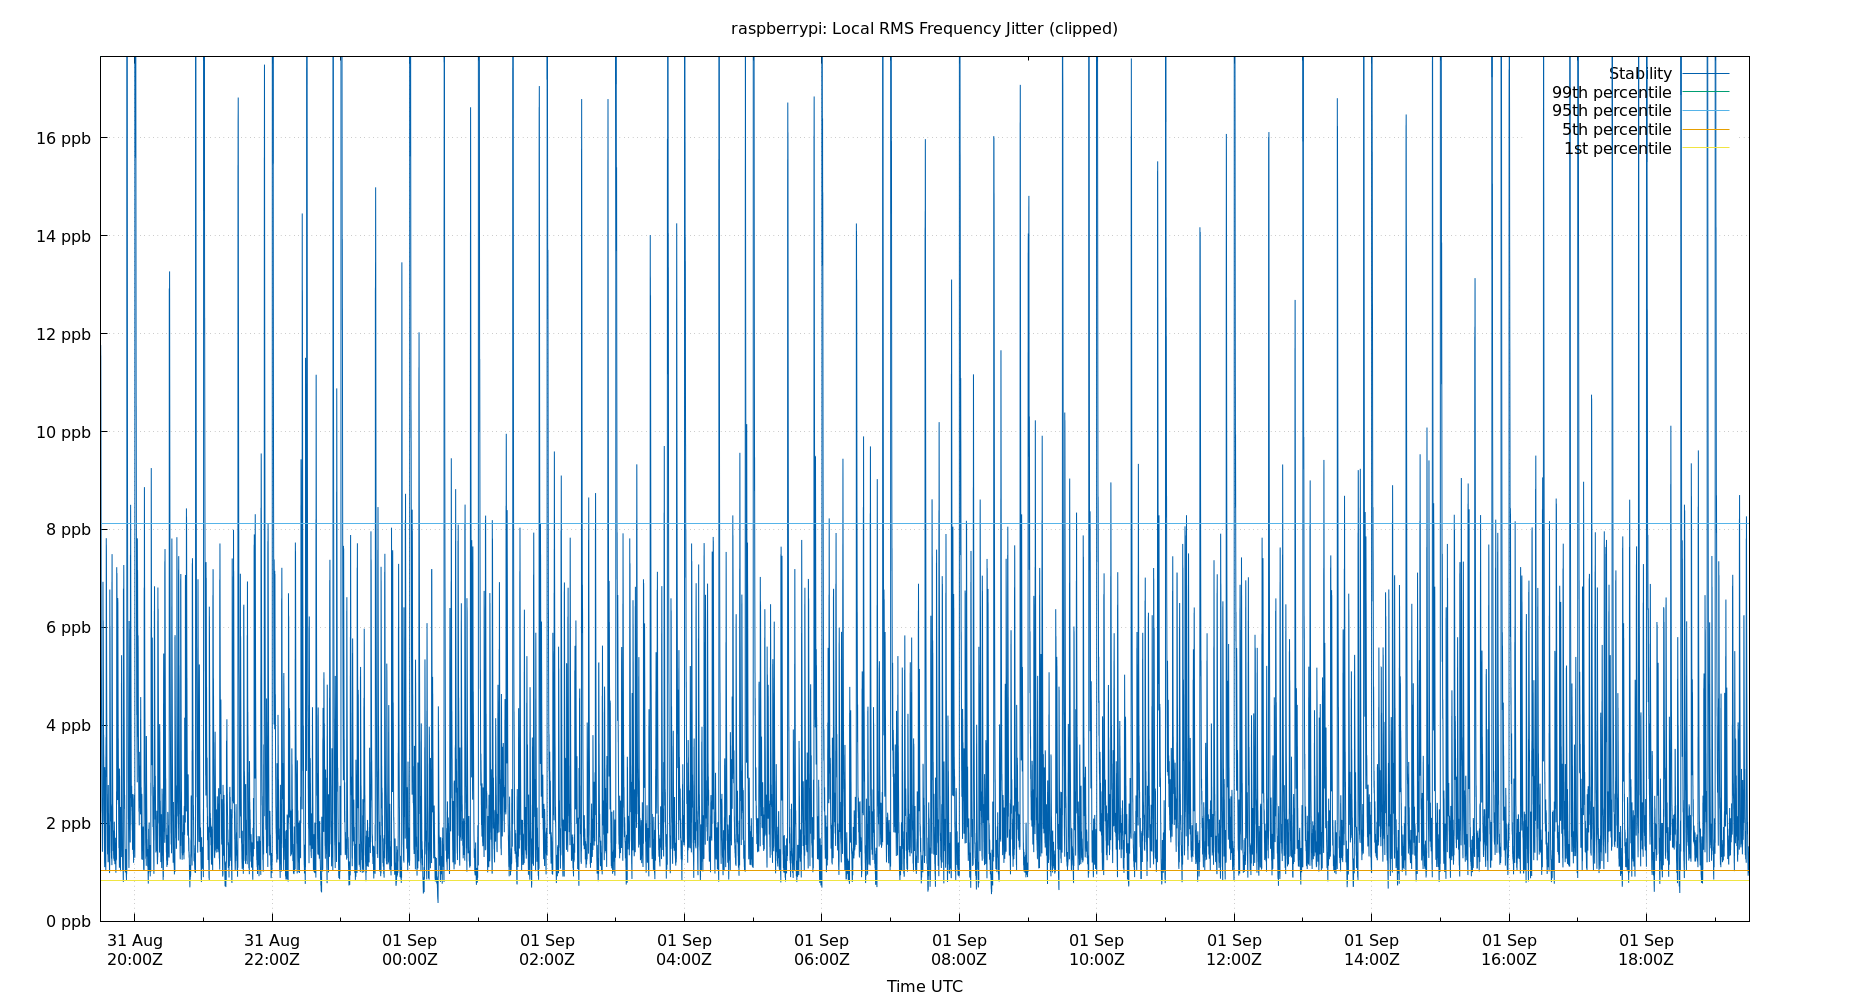 raspberrypi: Local RMS Frequency Jitter (clipped)
Stability
99th percentile
95th percentile
5th percentile
1st percentile
16 ppb
14 ppb
12 ppb
10 ppb
8 ppb
6 ppb
4 ppb
2 ppb
0 ppb
31 Aug 31 Aug 01 Sep 01 Sep 01 Sep 01 Sep 01 Sep 01 Sep 01 Sep 01 Sep 01 Sep 01 Sep
20:00Z 22:00Z 00:00Z 02:00Z 04:00Z 06:00Z 08:00Z 10:00Z 12:00Z 14:00Z 16:00Z 18:00Z
Time UTC